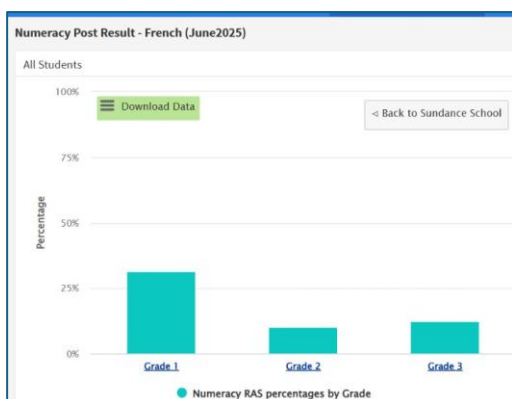 Numeracy Post Result - French (June2025)
All Students
100%
Download Data
< Back to Sundance School
75%
50%
25%
0%
Percentage
Grade 1 Grade 2 Grade 3
Numeracy RAS percentages by Grade